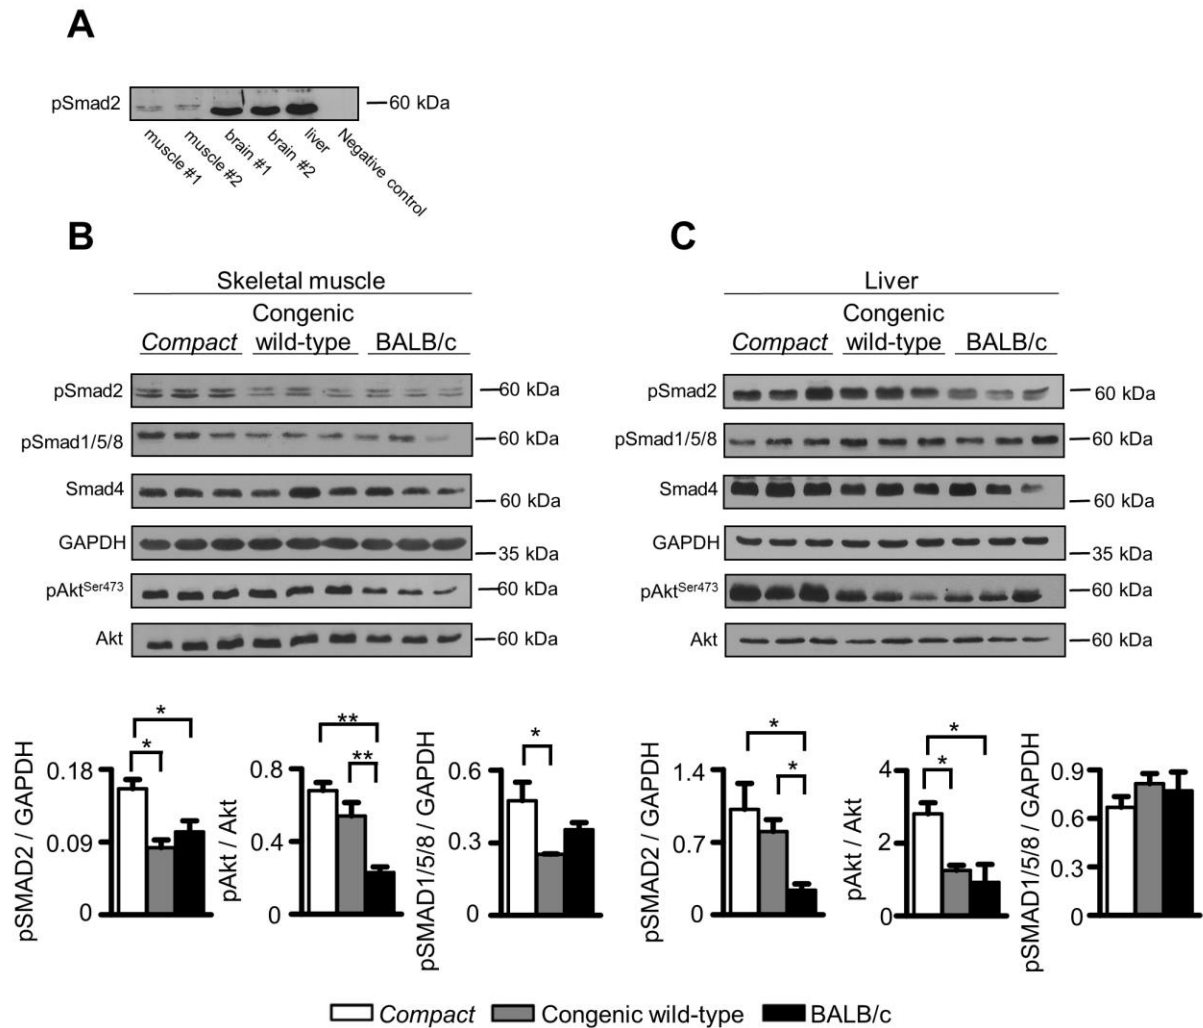 A
pSmad2
60 kDa
muscle #1
muscle #2
brain #1
brain #2
liver
Negative control
B
Skeletal muscle
Compact
Congenic
wild-type
BALB/c
pSmad2
60 kDa
pSmad1/5/8
60 kDa
Smad4
60 kDa
GAPDH
35 kDa
pAktSer473
60 kDa
Akt
60 kDa
pSMAD2 / GAPDH
0.18
0.09
0
*
*
pAkt / Akt
0.8
0.4
0
**
**
pSMAD1/5/8 / GAPDH
0.6
0.3
0
*
C
Liver
Compact
Congenic
wild-type
BALB/c
pSmad2
60 kDa
pSmad1/5/8
60 kDa
Smad4
60 kDa
GAPDH
35 kDa
pAktSer473
60 kDa
Akt
60 kDa
pSMAD2 / GAPDH
1.4
0.7
0
*
*
pAkt / Akt
4
2
0
*
*
pSMAD1/5/8 / GAPDH
0.9
0.6
0.3
0
Compact
Congenic wild-type
BALB/c